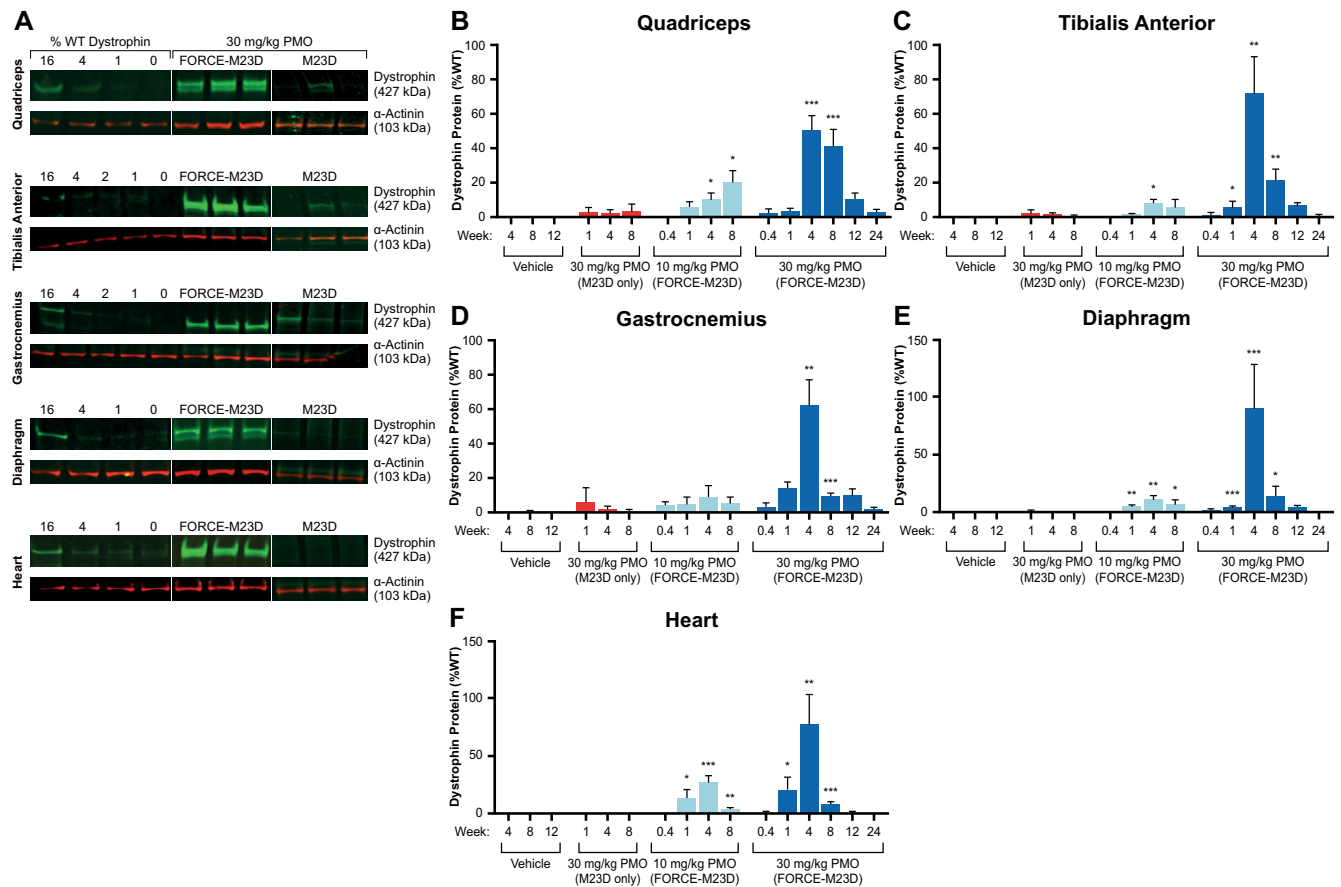 A
% WT Dystrophin
30 mg/kg PMO
16 4 1 0 FORCE-M23D M23D
Quadriceps
Dystrophin
(427 kDa)
α-Actinin
(103 kDa)
16 4 2 1 0 FORCE-M23D M23D
Tibialis Anterior
Dystrophin
(427 kDa)
α-Actinin
(103 kDa)
16 4 2 1 0 FORCE-M23D M23D
Gastrocnemius
Dystrophin
(427 kDa)
α-Actinin
(103 kDa)
16 4 1 0 FORCE-M23D M23D
Diaphragm
Dystrophin
(427 kDa)
α-Actinin
(103 kDa)
16 4 1 0 FORCE-M23D M23D
Heart
Dystrophin
(427 kDa)
α-Actinin
(103 kDa)
B
Quadriceps
Dystrophin Protein (%WT)
100
80
60
40
20
0
* * *** ***
Week: 4 8 12 1 4 8 0.4 1 4 8 0.4 1 4 8 12 24
Vehicle 30 mg/kg PMO 10 mg/kg PMO 30 mg/kg PMO
(M23D only) (FORCE-M23D) (FORCE-M23D)
C
Tibialis Anterior
Dystrophin Protein (%WT)
100
80
60
40
20
0
* * ** **
Week: 4 8 12 1 4 8 0.4 1 4 8 0.4 1 4 8 12 24
Vehicle 30 mg/kg PMO 10 mg/kg PMO 30 mg/kg PMO
(M23D only) (FORCE-M23D) (FORCE-M23D)
D
Gastrocnemius
Dystrophin Protein (%WT)
100
80
60
40
20
0
** ***
Week: 4 8 12 1 4 8 0.4 1 4 8 0.4 1 4 8 12 24
Vehicle 30 mg/kg PMO 10 mg/kg PMO 30 mg/kg PMO
(M23D only) (FORCE-M23D) (FORCE-M23D)
E
Diaphragm
Dystrophin Protein (%WT)
150
100
50
0
** ** * *** *** *
Week: 4 8 12 1 4 8 0.4 1 4 8 0.4 1 4 8 12 24
Vehicle 30 mg/kg PMO 10 mg/kg PMO 30 mg/kg PMO
(M23D only) (FORCE-M23D) (FORCE-M23D)
F
Heart
Dystrophin Protein (%WT)
150
100
50
0
* *** ** * ** ***
Week: 4 8 12 1 4 8 0.4 1 4 8 0.4 1 4 8 12 24
Vehicle 30 mg/kg PMO 10 mg/kg PMO 30 mg/kg PMO
(M23D only) (FORCE-M23D) (FORCE-M23D)